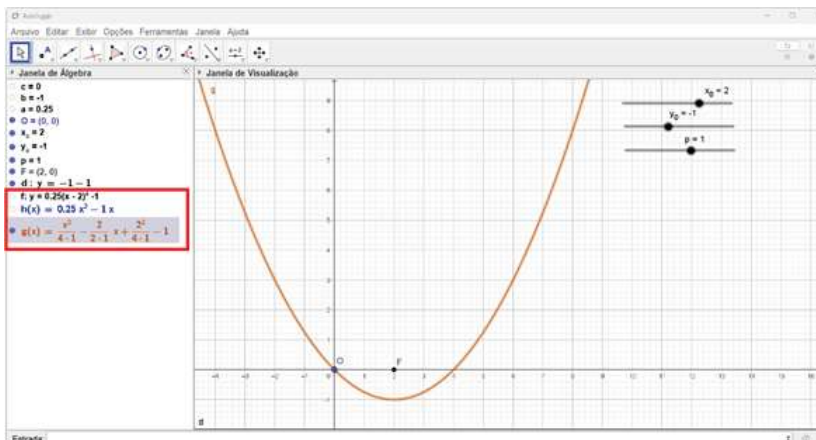 Arquivo Editar Exibir Opções Ferramentas Janela Ajuda
Janela de Álgebra
Janela de Visualização
c = 0
b = -1
a = 0.25
O = (0, 0)
x₀ = 2
y₀ = -1
p = 1
F = (2, 0)
d : y = −1 − 1
f: y = 0.25(x - 2)² -1
h(x) = 0.25 x² − 1 x
g(x) = x²/(4·1) − 2/(2·1) x + 2²/(4·1) − 1
g
x₀ = 2
y₀ = -1
p = 1
O
F
d
Entrada: